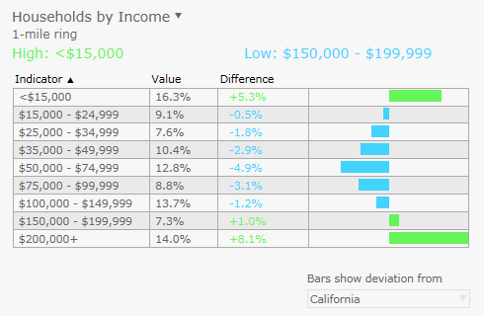 Households by Income ▼
1-mile ring
High: <$15,000 Low: $150,000 - $199,999
Indicator ▲ Value Difference
<$15,000 16.3% +5.3%
$15,000 - $24,999 9.1% -0.5%
$25,000 - $34,999 7.6% -1.8%
$35,000 - $49,999 10.4% -2.9%
$50,000 - $74,999 12.8% -4.9%
$75,000 - $99,999 8.8% -3.1%
$100,000 - $149,999 13.7% -1.2%
$150,000 - $199,999 7.3% +1.0%
$200,000+ 14.0% +8.1%
Bars show deviation from
California